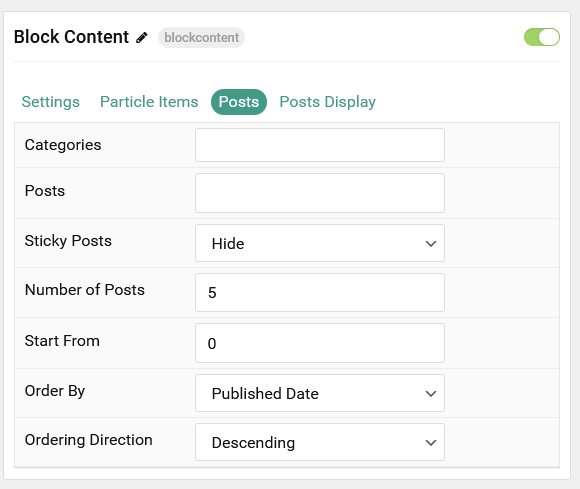 Block Content blockcontent
Settings Particle Items Posts Posts Display
Categories
Posts
Sticky Posts Hide
Number of Posts 5
Start From 0
Order By Published Date
Ordering Direction Descending